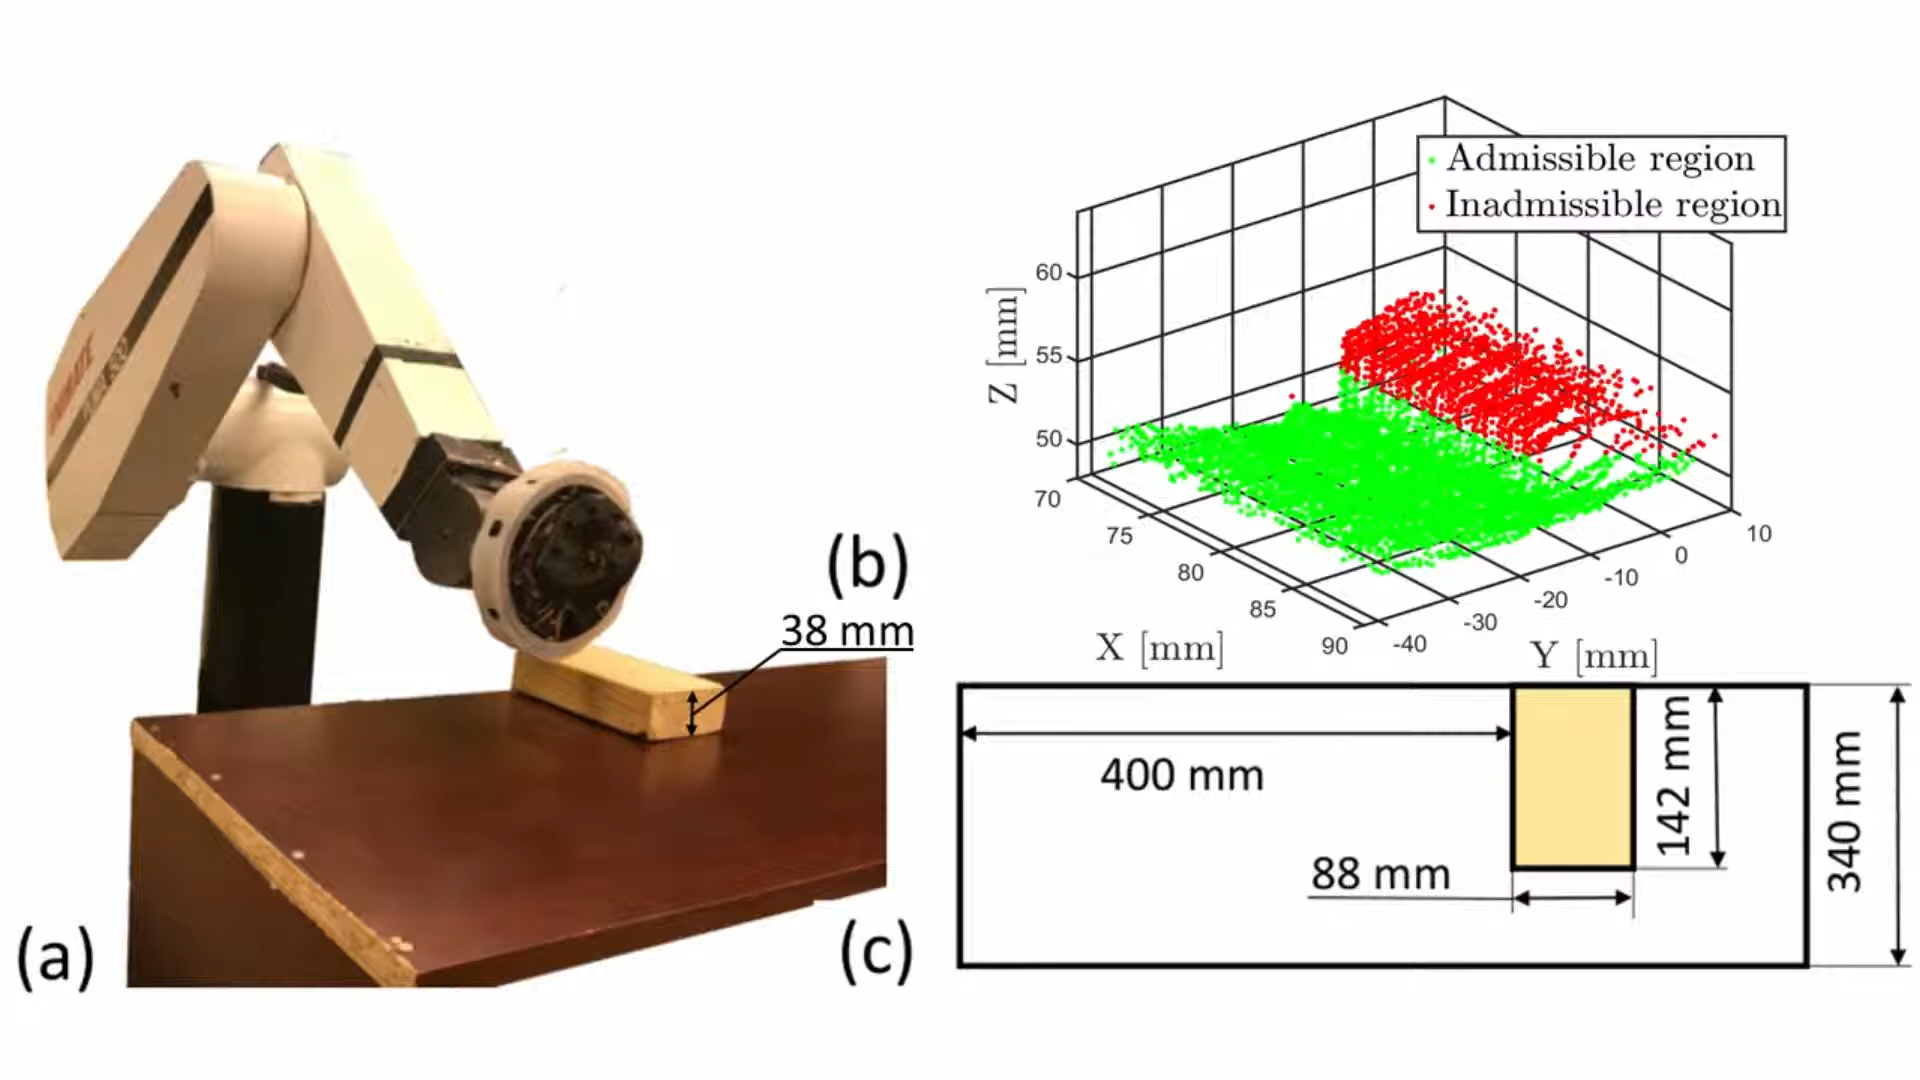 (a)
38 mm
(b)
Admissible region
Inadmissible region
Z [mm]
60
55
50
70
75
80
85
90
X [mm]
-40
-30
-20
-10
0
10
Y [mm]
(c)
400 mm
88 mm
142 mm
340 mm